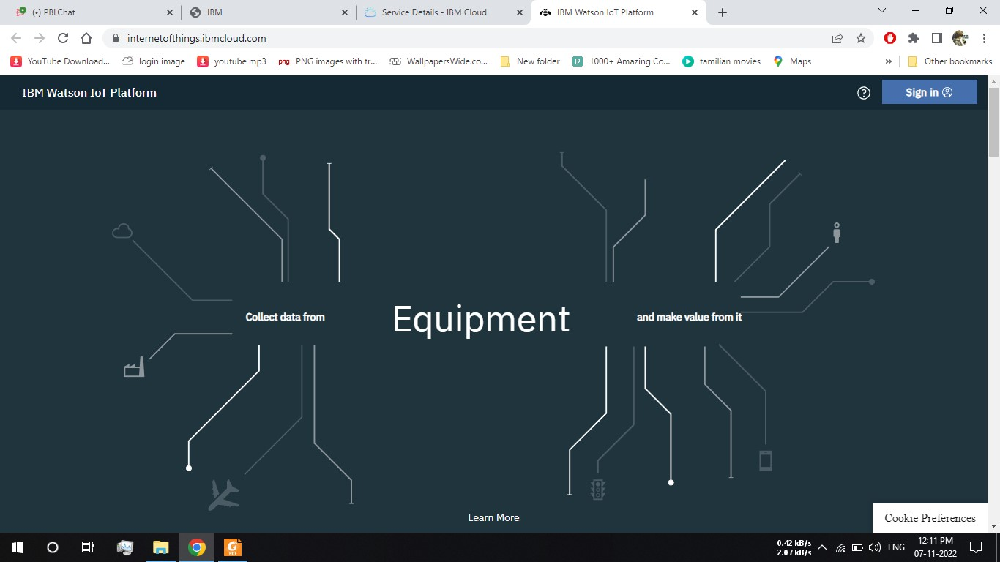 (•) PBLChat
IBM
Service Details - IBM Cloud
IBM Watson IoT Platform
internetofthings.ibmcloud.com
YouTube Download...
login image
youtube mp3
png
PNG images with tr...
WallpapersWide.co...
New folder
1000+ Amazing Co...
tamilian movies
Maps
»
Other bookmarks
IBM Watson IoT Platform
Sign in
Collect data from
Equipment
and make value from it
Learn More
Cookie Preferences
0.42 kB/s
2.07 kB/s
ENG
12:11 PM
07-11-2022